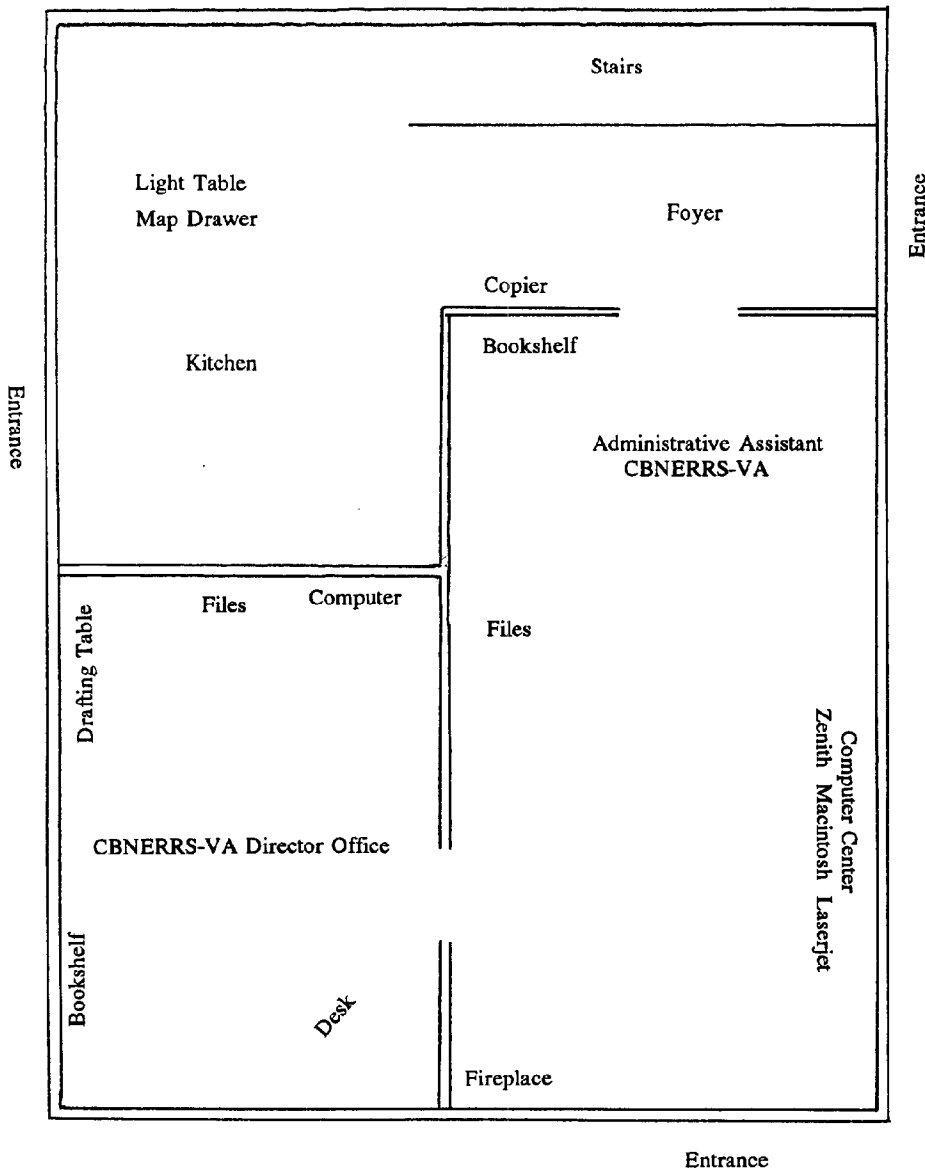 Stairs
Light Table
Map Drawer
Foyer
Entrance
Copier
Bookshelf
Kitchen
Entrance
Administrative Assistant
CBNERRS-VA
Files
Computer
Files
Drafting Table
Computer Center
Zenith Macintosh Laserjet
CBNERRS-VA Director Office
Bookshelf
Desk
Fireplace
Entrance